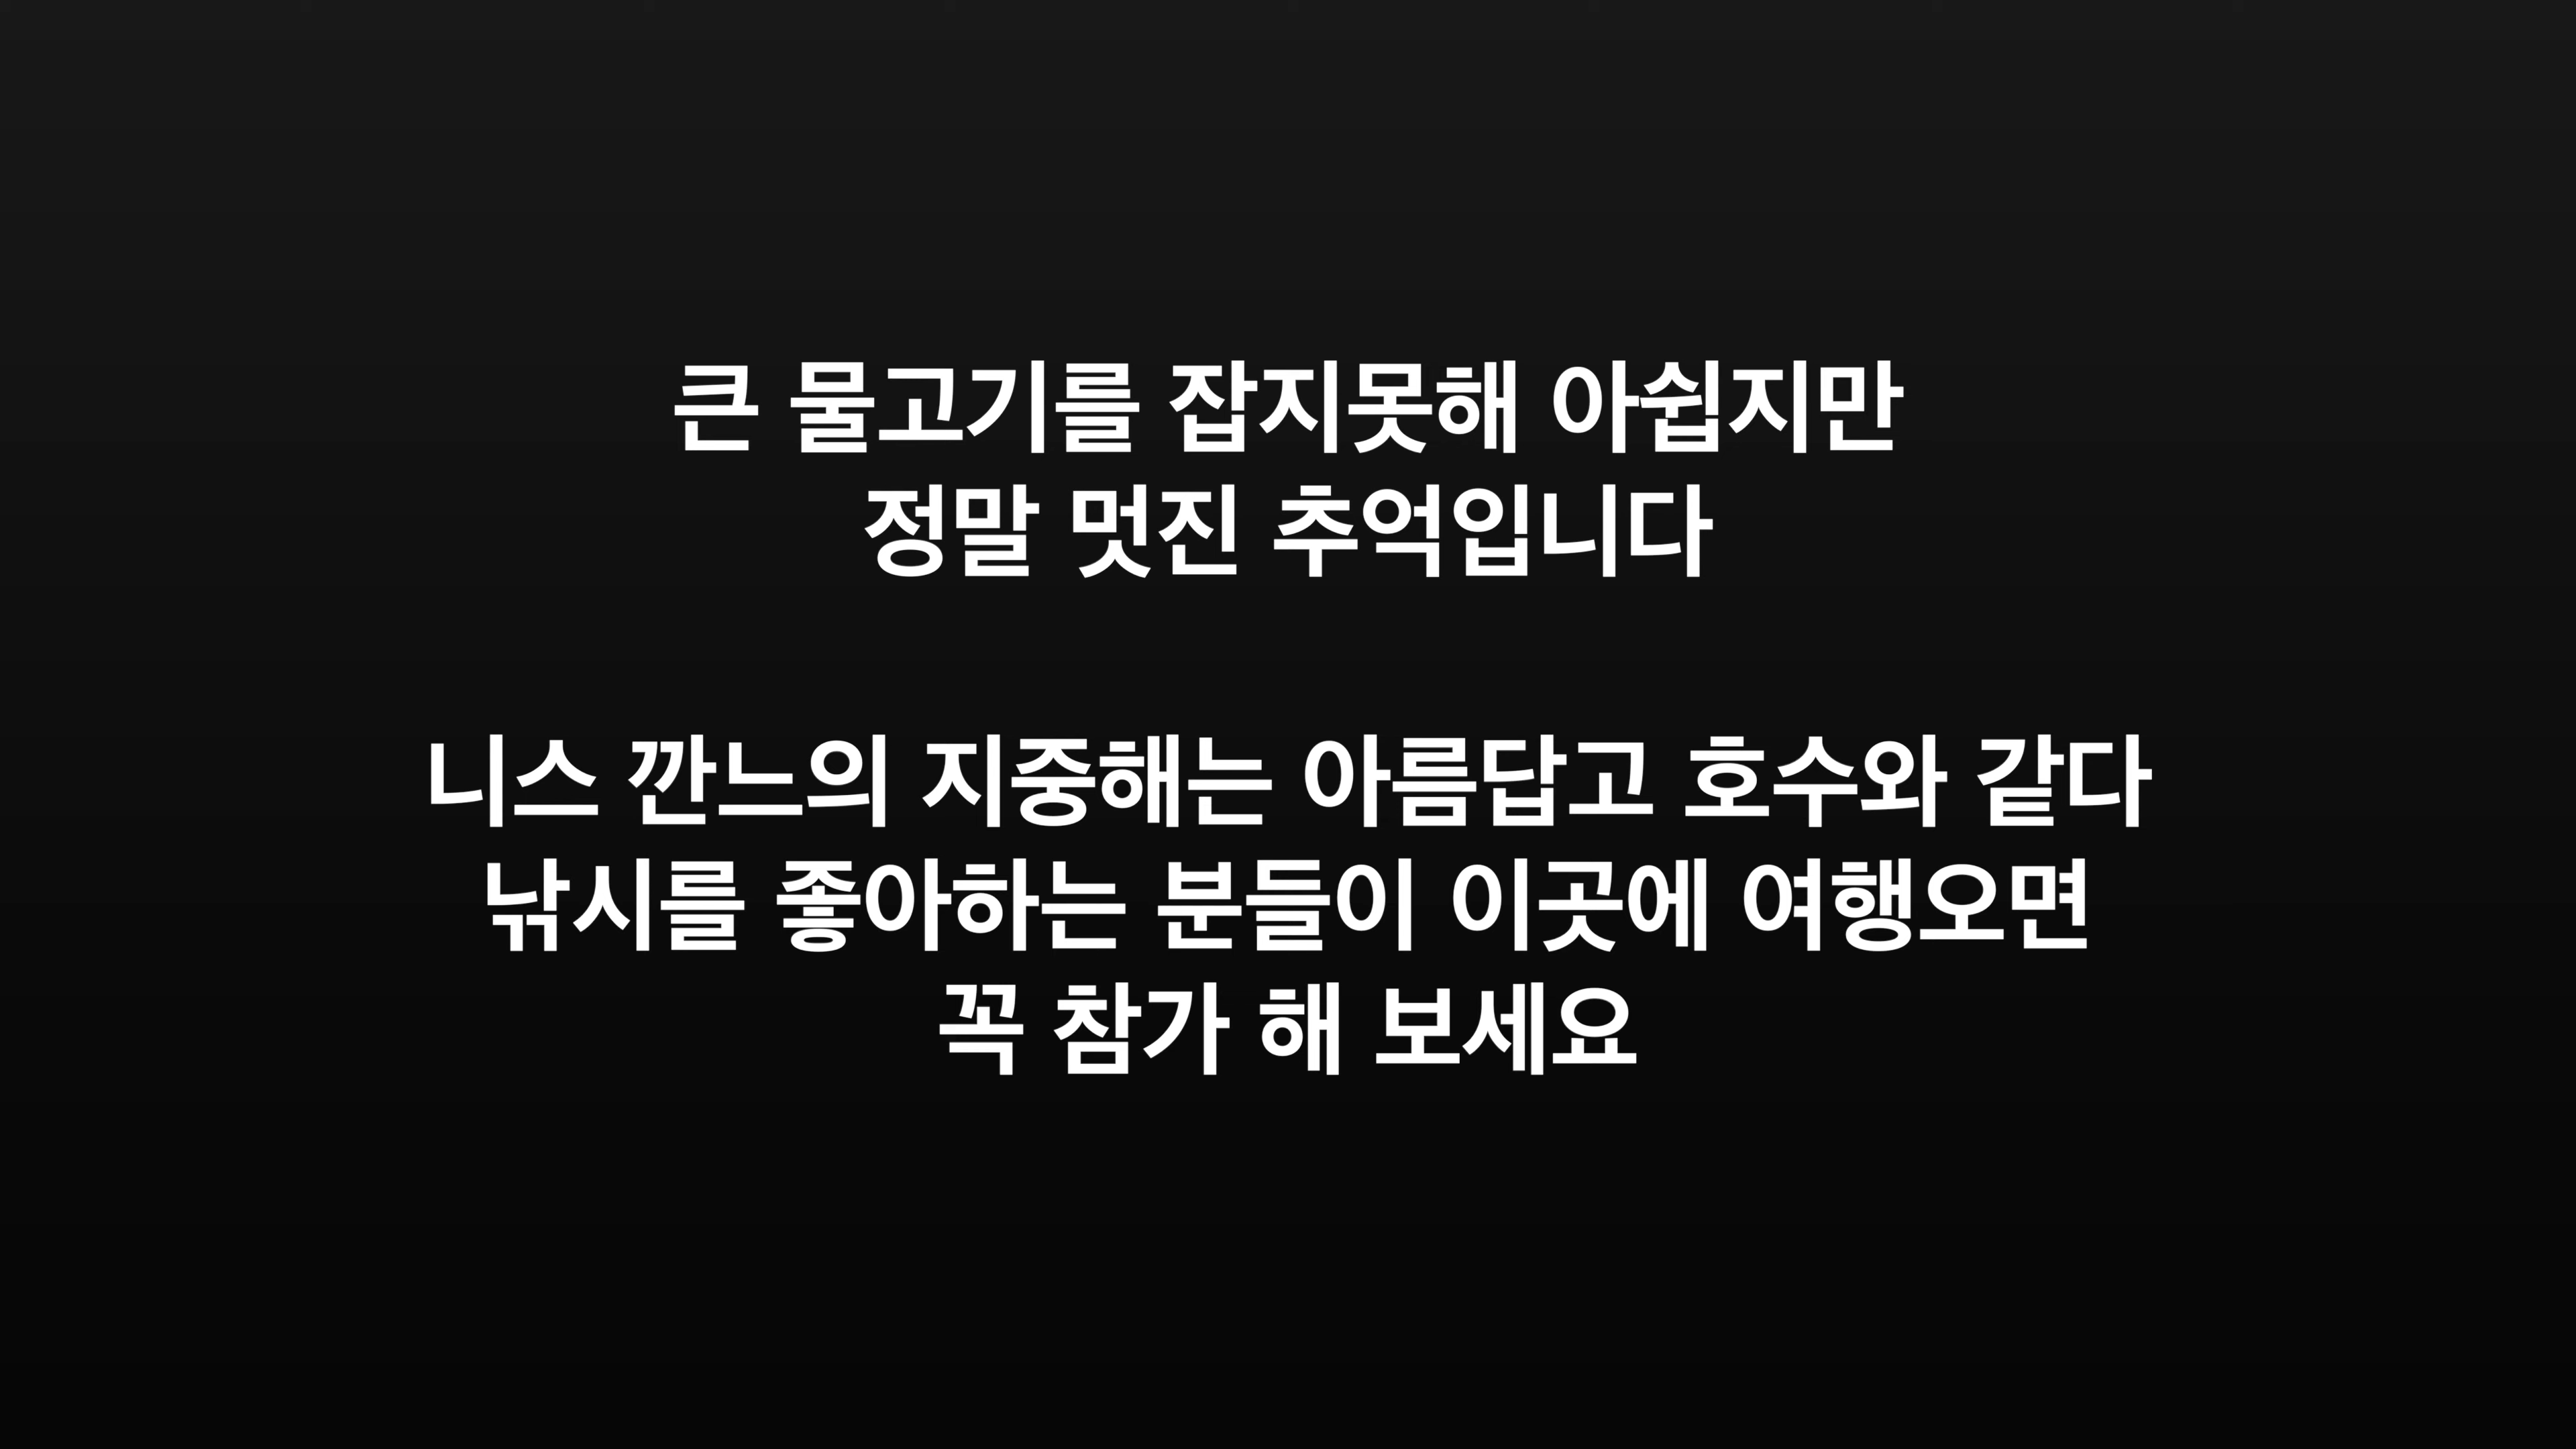 큰 물고기를 잡지못해 아쉽지만
정말 멋진 추억입니다
니스 깐느의 지중해는 아름답고 호수와 같다
낚시를 좋아하는 분들이 이곳에 여행오면
꼭 참가 해 보세요